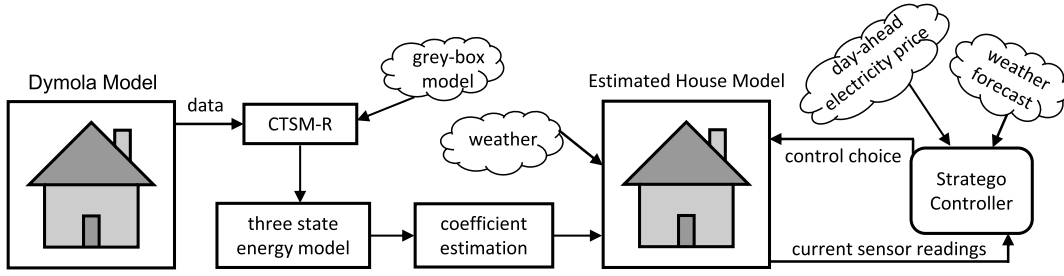 Dymola Model
data
CTSM-R
grey-box
model
three state
energy model
coefficient
estimation
weather
Estimated House Model
day-ahead
electricity price
weather
forecast
control choice
Stratego
Controller
current sensor readings